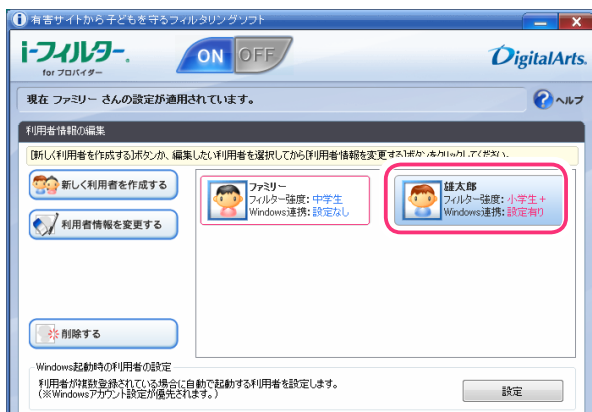 有害サイトから子どもを守るフィルタリングソフト
i-フィルター®
for プロバイダー
ON OFF
DigitalArts.
現在 ファミリー さんの設定が適用されています。
ヘルプ
利用者情報の編集
[新しく利用者を作成する]ボタンか、編集したい利用者を選択してから[利用者情報を変更する]ボタンをクリックしてください。
新しく利用者を作成する
利用者情報を変更する
削除する
ファミリー
フィルター強度: 中学生
Windows連携: 設定なし
雄太郎
フィルター強度: 小学生+
Windows連携: 設定有り
Windows起動時の利用者の設定
利用者が複数登録されている場合に自動で起動する利用者を設定します。
(※Windowsアカウント設定が優先されます。)
設定